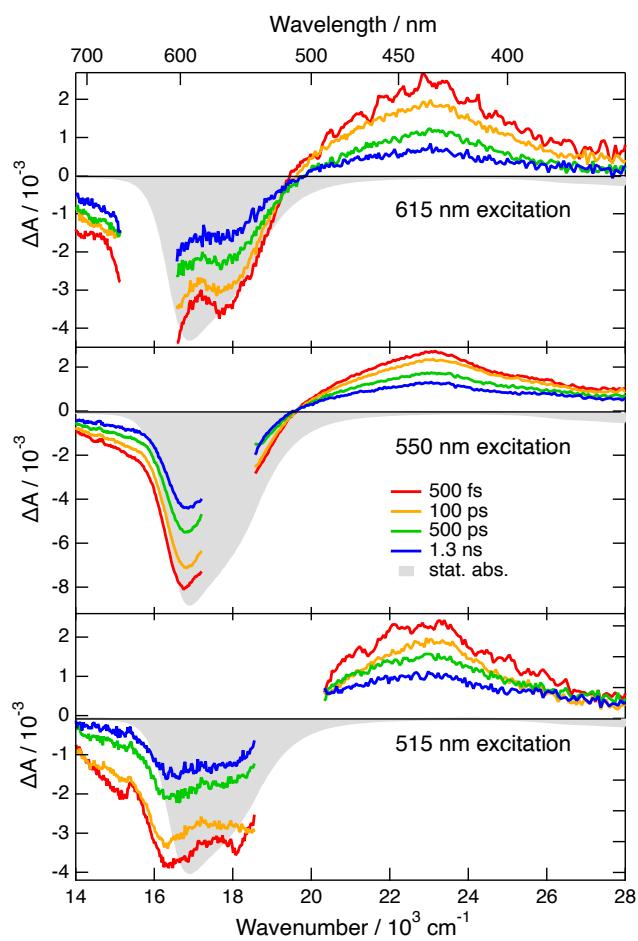 Wavelength / nm
700 600 500 450 400
2
1
0
-1
-2
-3
-4
ΔA / 10⁻³
615 nm excitation
2
0
-2
-4
-6
-8
ΔA / 10⁻³
550 nm excitation
500 fs
100 ps
500 ps
1.3 ns
stat. abs.
2
1
0
-1
-2
-3
-4
ΔA / 10⁻³
515 nm excitation
14 16 18 20 22 24 26 28
Wavenumber / 10³ cm⁻¹